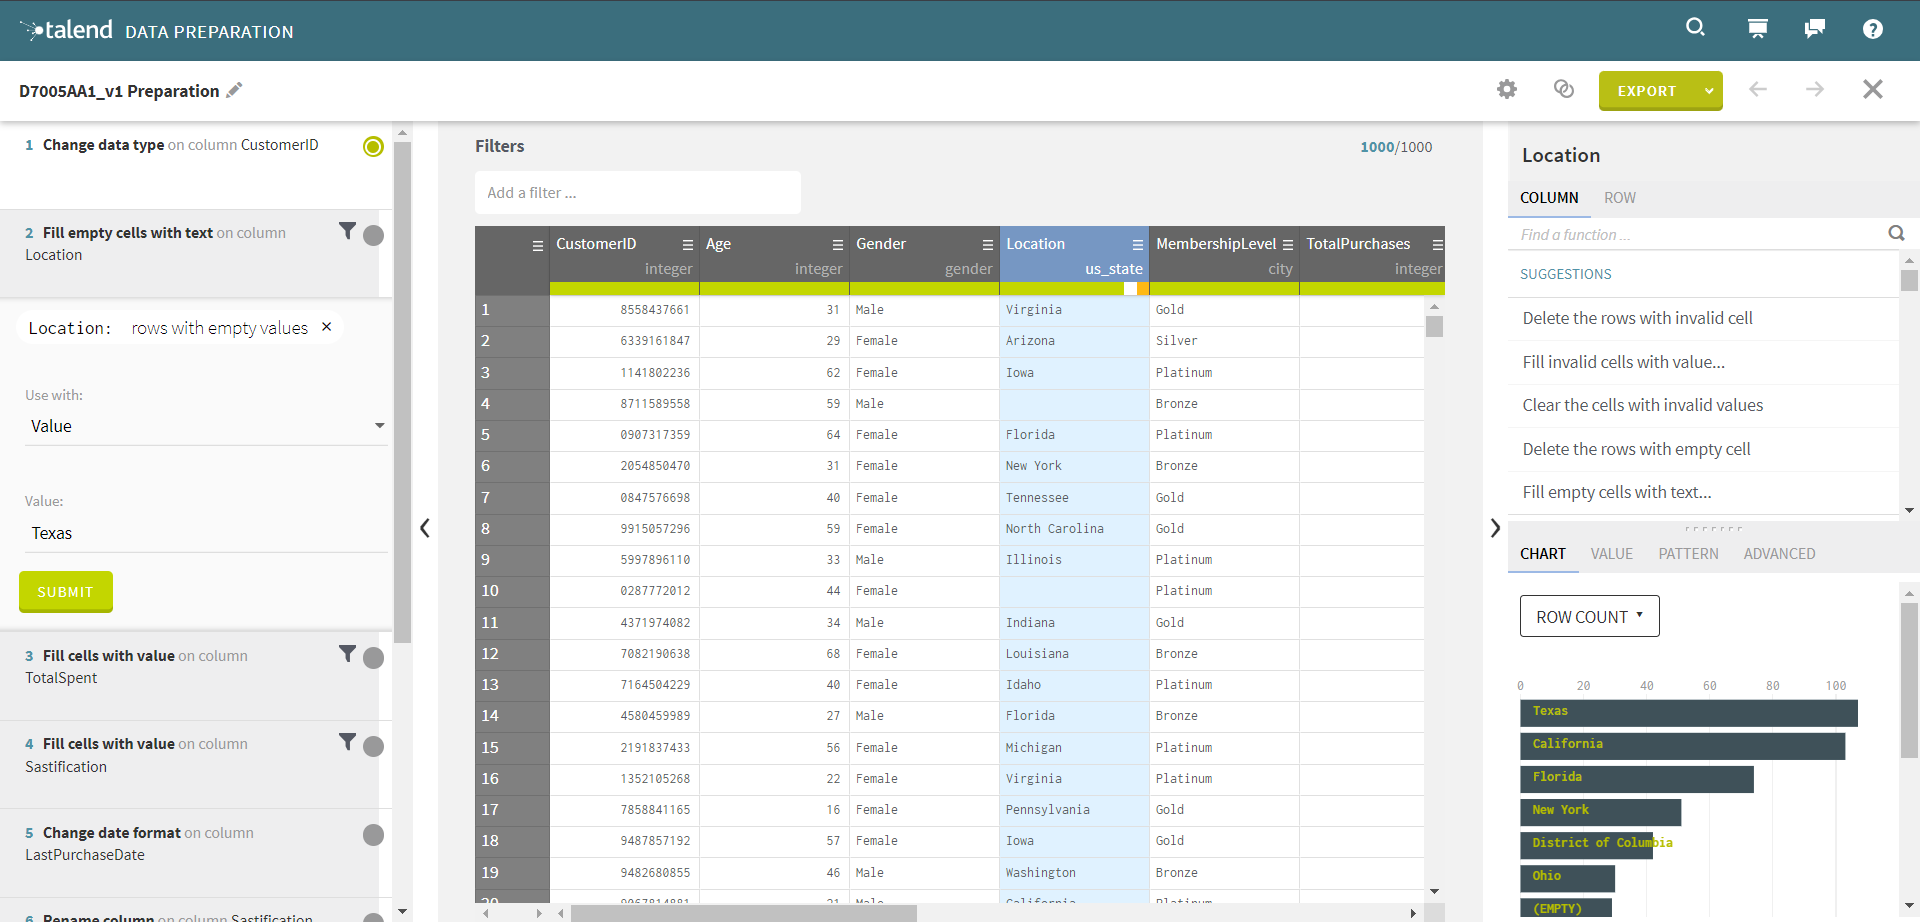 talend DATA PREPARATION
D7005AA1_v1 Preparation
EXPORT
1 Change data type on column CustomerID
2 Fill empty cells with text on column
Location
Location: rows with empty values ×
Use with:
Value
Value:
Texas
SUBMIT
3 Fill cells with value on column
TotalSpent
4 Fill cells with value on column
Sastification
5 Change date format on column
LastPurchaseDate
6 Rename column on column Sastification
Filters
1000/1000
Add a filter ...
CustomerID Age Gender Location MembershipLevel TotalPurchases
integer integer gender us_state city integer
1 8558437661 31 Male Virginia Gold
2 6339161847 29 Female Arizona Silver
3 1141802236 62 Female Iowa Platinum
4 8711589558 59 Male Bronze
5 0907317359 64 Female Florida Platinum
6 2054850470 31 Female New York Bronze
7 0847576698 40 Female Tennessee Gold
8 9915057296 59 Female North Carolina Gold
9 5997896110 33 Male Illinois Platinum
10 0287772012 44 Female Platinum
11 4371974082 34 Male Indiana Gold
12 7082190638 68 Female Louisiana Bronze
13 7164504229 40 Female Idaho Platinum
14 4580459989 27 Male Florida Bronze
15 2191837433 56 Female Michigan Platinum
16 1352105268 22 Female Virginia Platinum
17 7858841165 16 Female Pennsylvania Gold
18 9487857192 57 Female Iowa Gold
19 9482680855 46 Male Washington Bronze
20 9067814881 21 Male California Platinum
Location
COLUMN ROW
Find a function ...
SUGGESTIONS
Delete the rows with invalid cell
Fill invalid cells with value...
Clear the cells with invalid values
Delete the rows with empty cell
Fill empty cells with text...
CHART VALUE PATTERN ADVANCED
ROW COUNT
0 20 40 60 80 100
Texas
California
Florida
New York
District of Columbia
Ohio
(EMPTY)